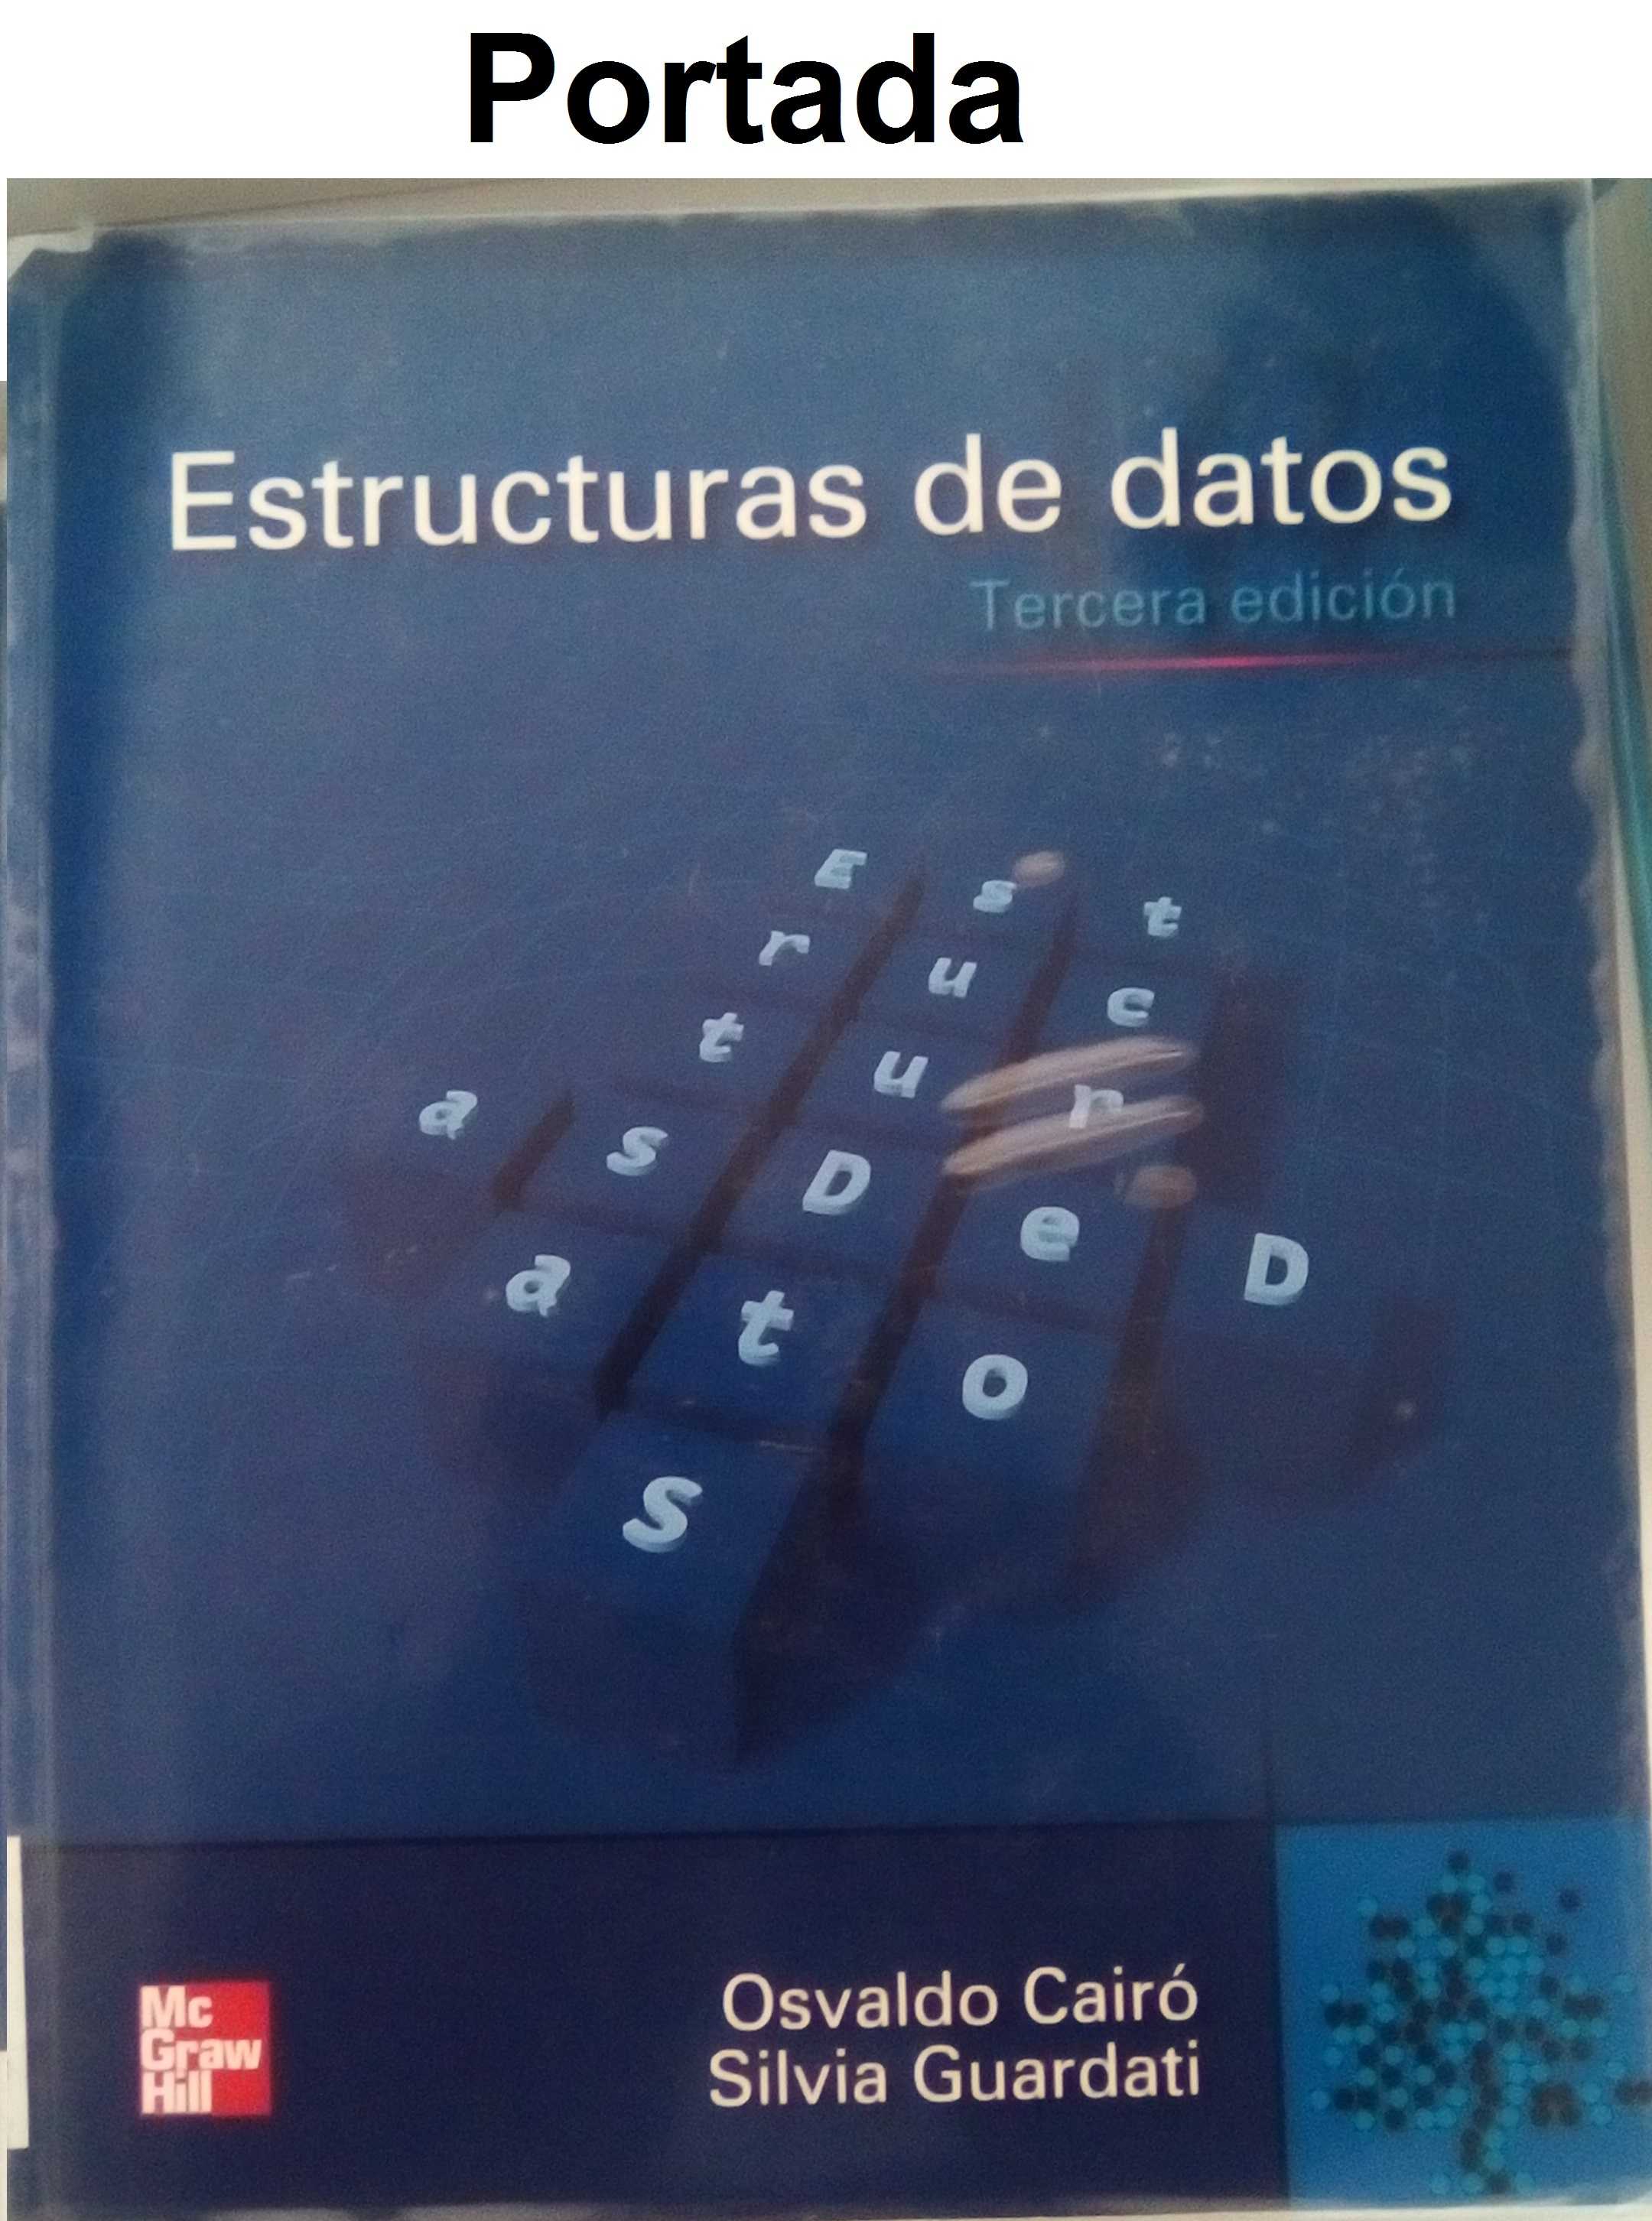 Portada
Estructuras de datos
Tercera edición
E s t
r u c
t u r
a s D e D
a t o
s
Mc
Graw
Hill
Osvaldo Cairó
Silvia Guardati